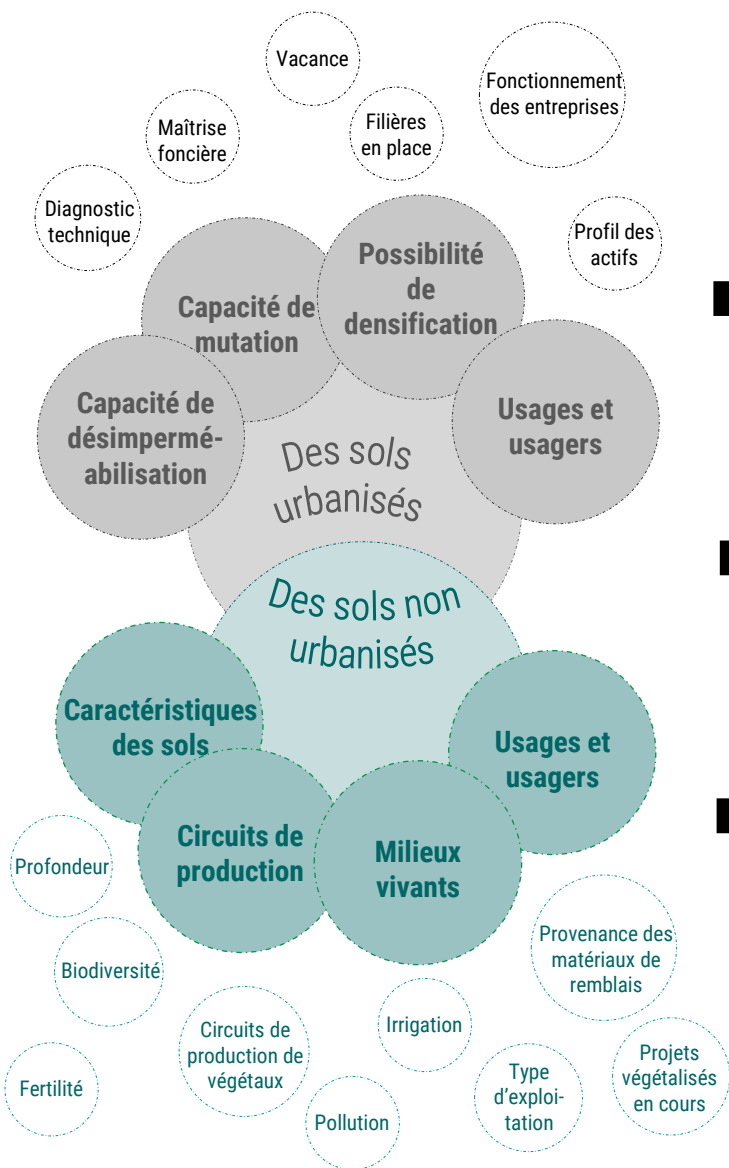 Vacance
Fonctionnement
des entreprises
Maîtrise
foncière
Filières
en place
Diagnostic
technique
Profil des
actifs
Possibilité
de
densification
Capacité de
mutation
Capacité de
désimpermé-
abilisation
Usages et
usagers
Des sols
urbanisés
Des sols non
urbanisés
Caractéristiques
des sols
Usages et
usagers
Circuits de
production
Milieux
vivants
Profondeur
Biodiversité
Provenance des
matériaux de
remblais
Fertilité
Circuits de
production de
végétaux
Irrigation
Pollution
Type
d'exploi-
tation
Projets
végétalisés
en cours